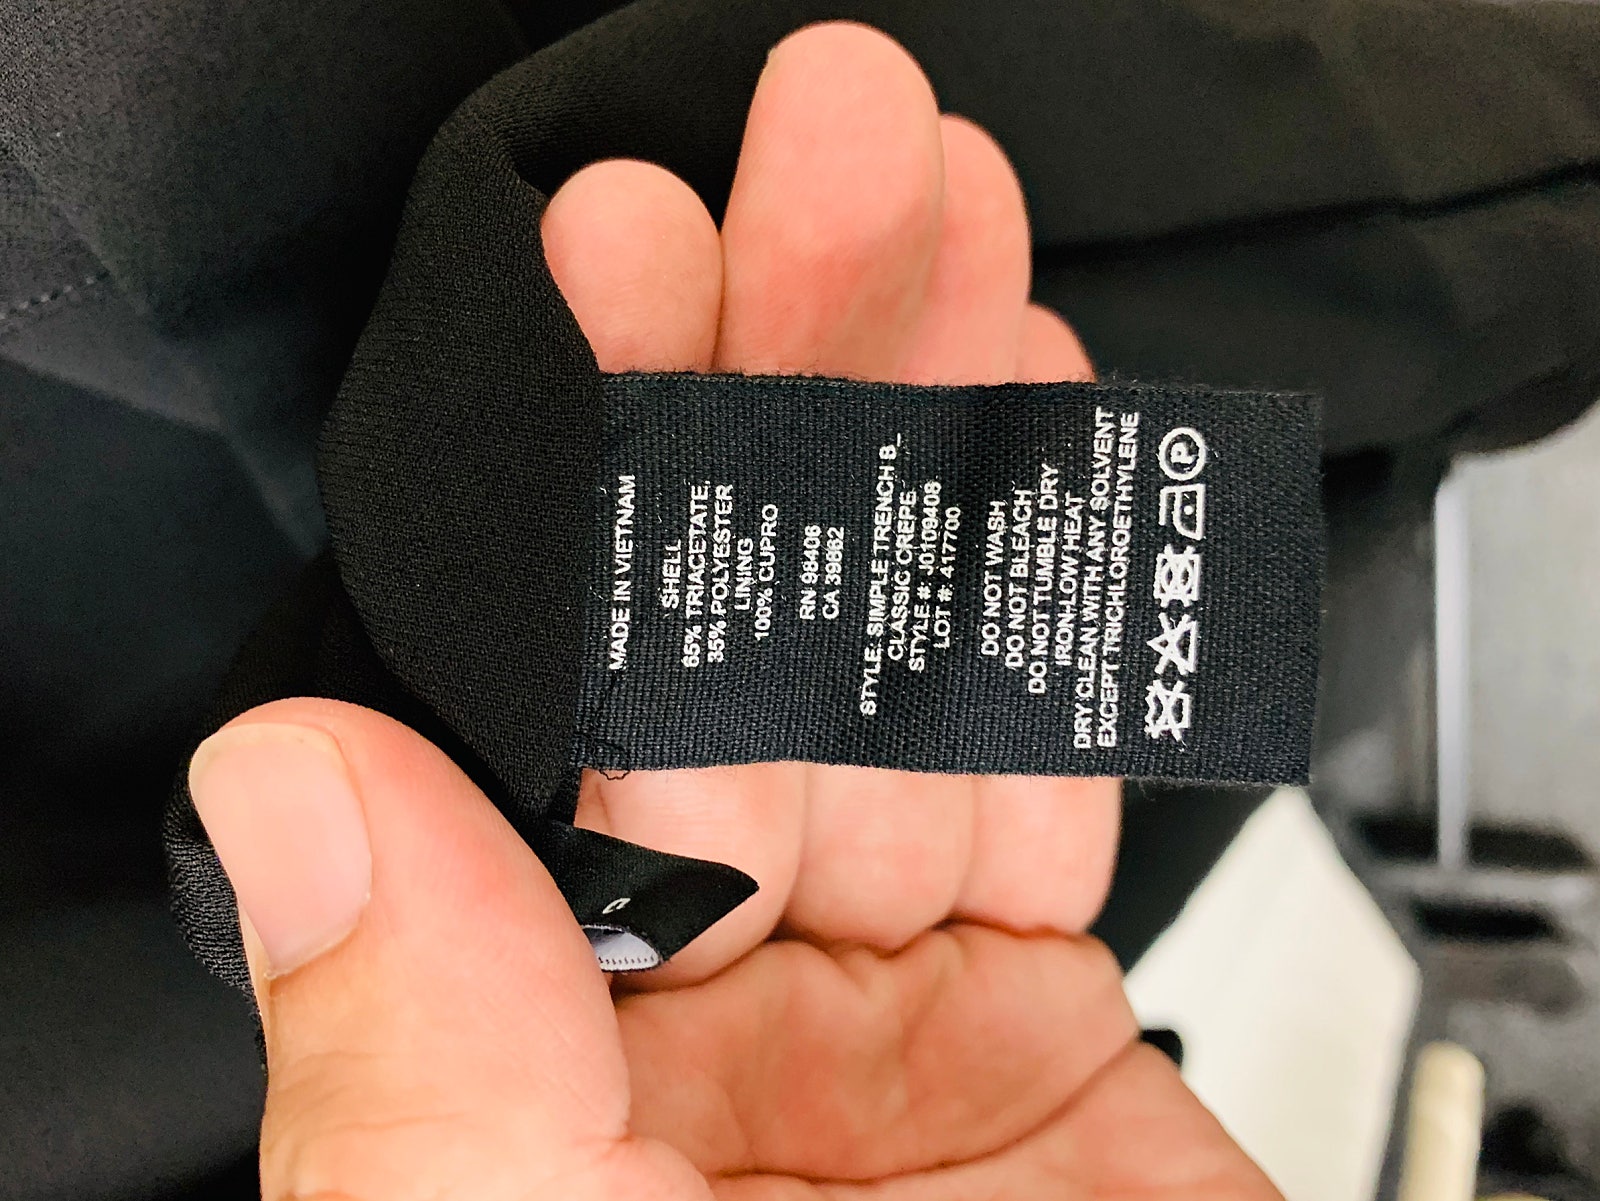 MADE IN VIETNAM
SHELL
65% TRIACETATE,
35% POLYESTER
LINING
100% CUPRO
RN 98406
CA 39862
STYLE: SIMPLE TRENCH B_
CLASSIC CREPE
STYLE #: J0109408
LOT #: 417700
DO NOT WASH
DO NOT BLEACH
DO NOT TUMBLE DRY
IRON-LOW HEAT
DRY CLEAN WITH ANY SOLVENT
EXCEPT TRICHLOROETHYLENE
P